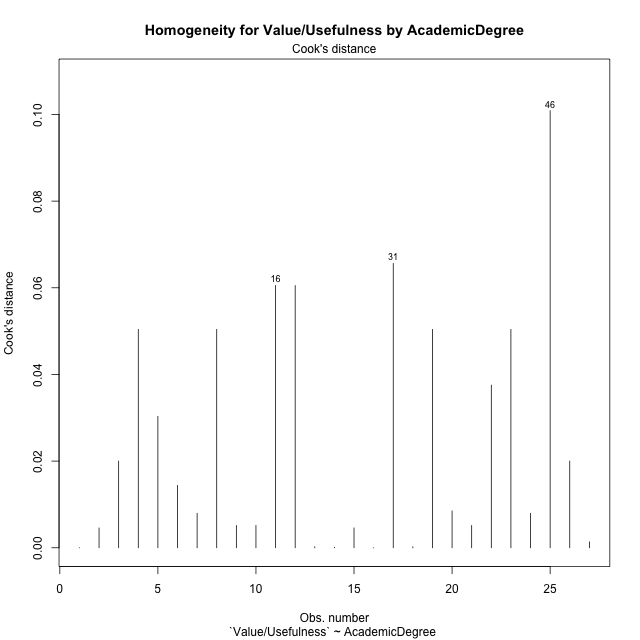 Homogeneity for Value/Usefulness by AcademicDegree
Cook's distance
46
31
16
Cook's distance
0.10
0.08
0.06
0.04
0.02
0.00
0 5 10 15 20 25
Obs. number
`Value/Usefulness` ~ AcademicDegree